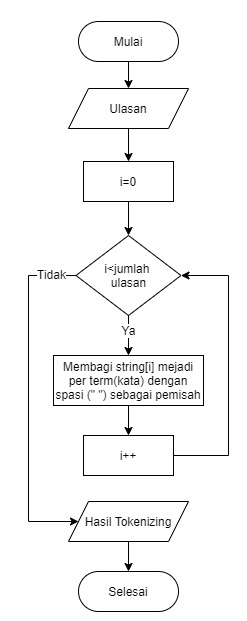 Mulai
Ulasan
i=0
i<jumlah
ulasan
Tidak
Ya
Membagi string[i] mejadi
per term(kata) dengan
spasi (" ") sebagai pemisah
i++
Hasil Tokenizing
Selesai